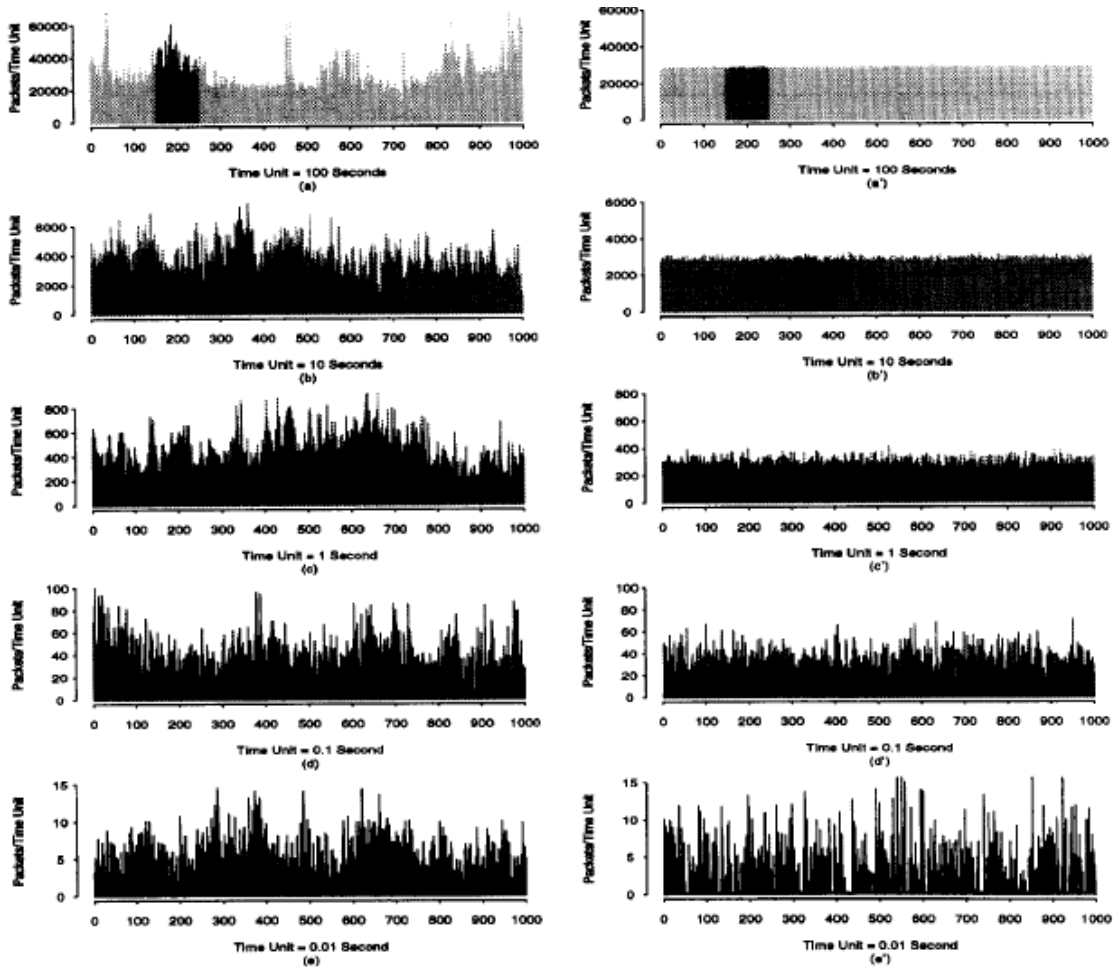 Packets/Time Unit
60000
40000
20000
0
0 100 200 300 400 500 600 700 800 900 1000
Time Unit = 100 Seconds
(a)
Packets/Time Unit
60000
40000
20000
0
0 100 200 300 400 500 600 700 800 900 1000
Time Unit = 100 Seconds
(a')
Packets/Time Unit
6000
4000
2000
0
0 100 200 300 400 500 600 700 800 900 1000
Time Unit = 10 Seconds
(b)
Packets/Time Unit
6000
4000
2000
0
0 100 200 300 400 500 600 700 800 900 1000
Time Unit = 10 Seconds
(b')
Packets/Time Unit
800
600
400
200
0
0 100 200 300 400 500 600 700 800 900 1000
Time Unit = 1 Second
(c)
Packets/Time Unit
800
600
400
200
0
0 100 200 300 400 500 600 700 800 900 1000
Time Unit = 1 Second
(c')
Packets/Time Unit
100
80
60
40
20
0
0 100 200 300 400 500 600 700 800 900 1000
Time Unit = 0.1 Second
(d)
Packets/Time Unit
100
80
60
40
20
0
0 100 200 300 400 500 600 700 800 900 1000
Time Unit = 0.1 Second
(d')
Packets/Time Unit
15
10
5
0
0 100 200 300 400 500 600 700 800 900 1000
Time Unit = 0.01 Second
(e)
Packets/Time Unit
15
10
5
0
0 100 200 300 400 500 600 700 800 900 1000
Time Unit = 0.01 Second
(e')